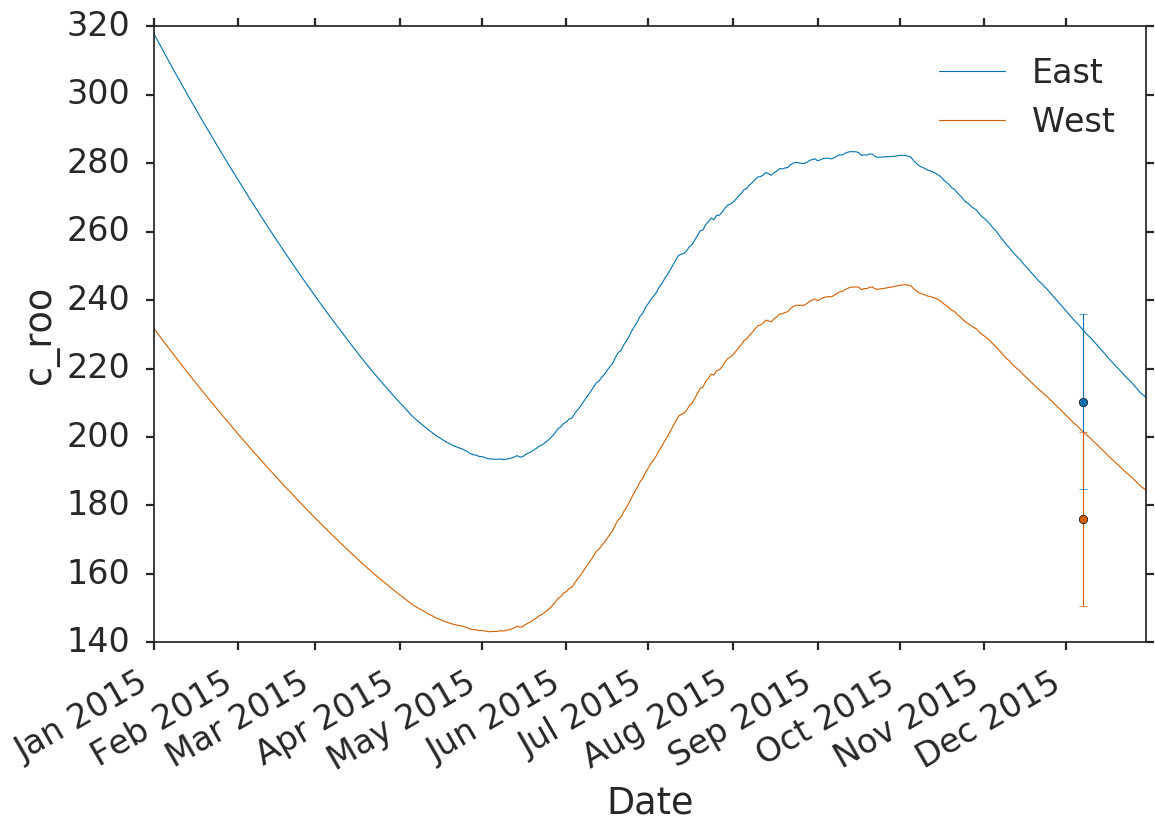 320
300
280
260
240
220
200
180
160
140
c_roo
East
West
Jan 2015
Feb 2015
Mar 2015
Apr 2015
May 2015
Jun 2015
Jul 2015
Aug 2015
Sep 2015
Oct 2015
Nov 2015
Dec 2015
Date